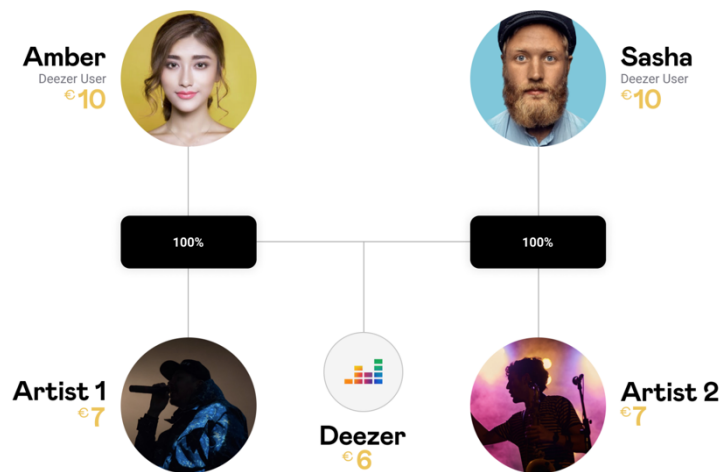 Amber
Deezer User
€10
Sasha
Deezer User
€10
100%
100%
Artist 1
€7
Deezer
€6
Artist 2
€7